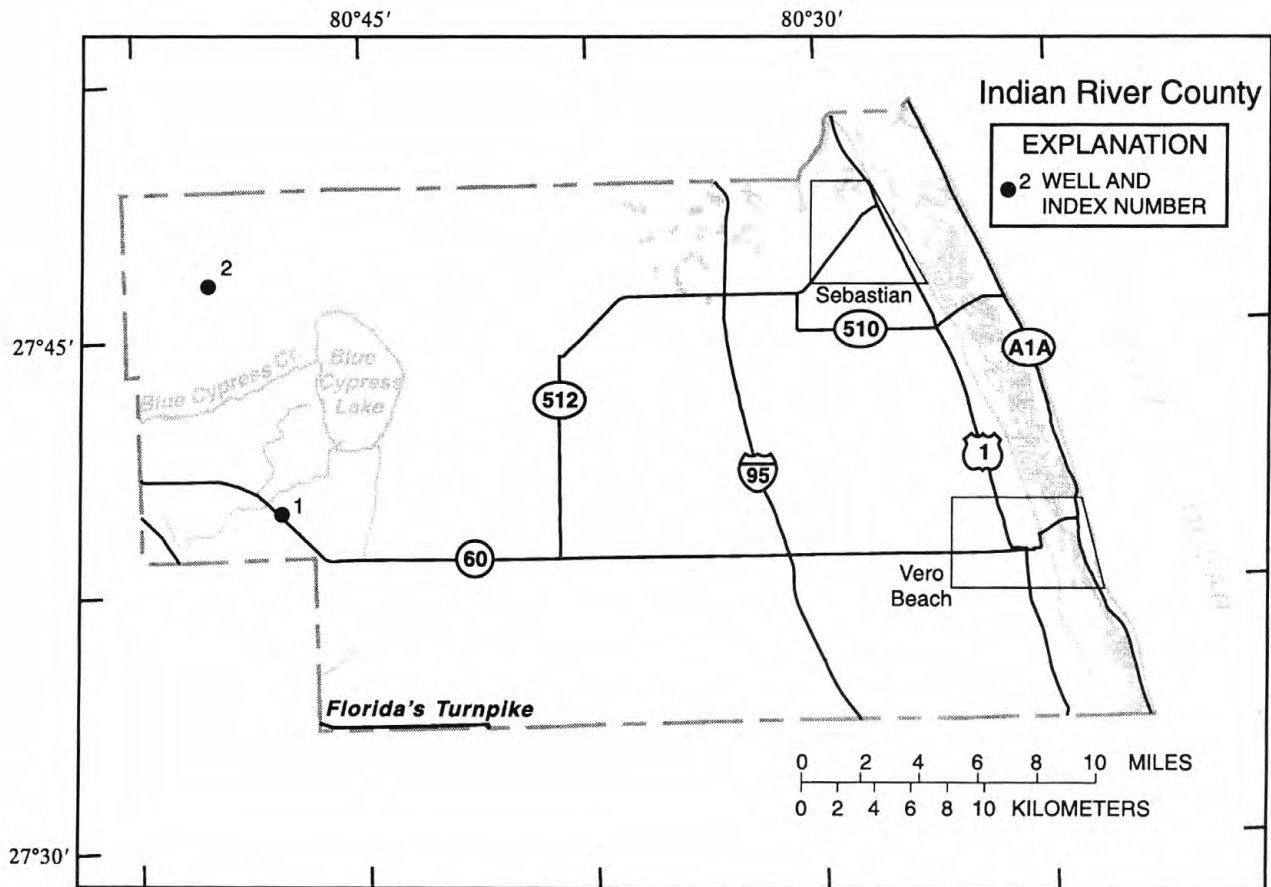 80°45′
80°30′
Indian River County
EXPLANATION
2 WELL AND
INDEX NUMBER
2
Sebastian
510
27°45′
A1A
Blue Cypress Cr.
Blue
Cypress
Lake
512
1
95
1
60
Vero
Beach
Florida's Turnpike
0 2 4 6 8 10 MILES
0 2 4 6 8 10 KILOMETERS
27°30′